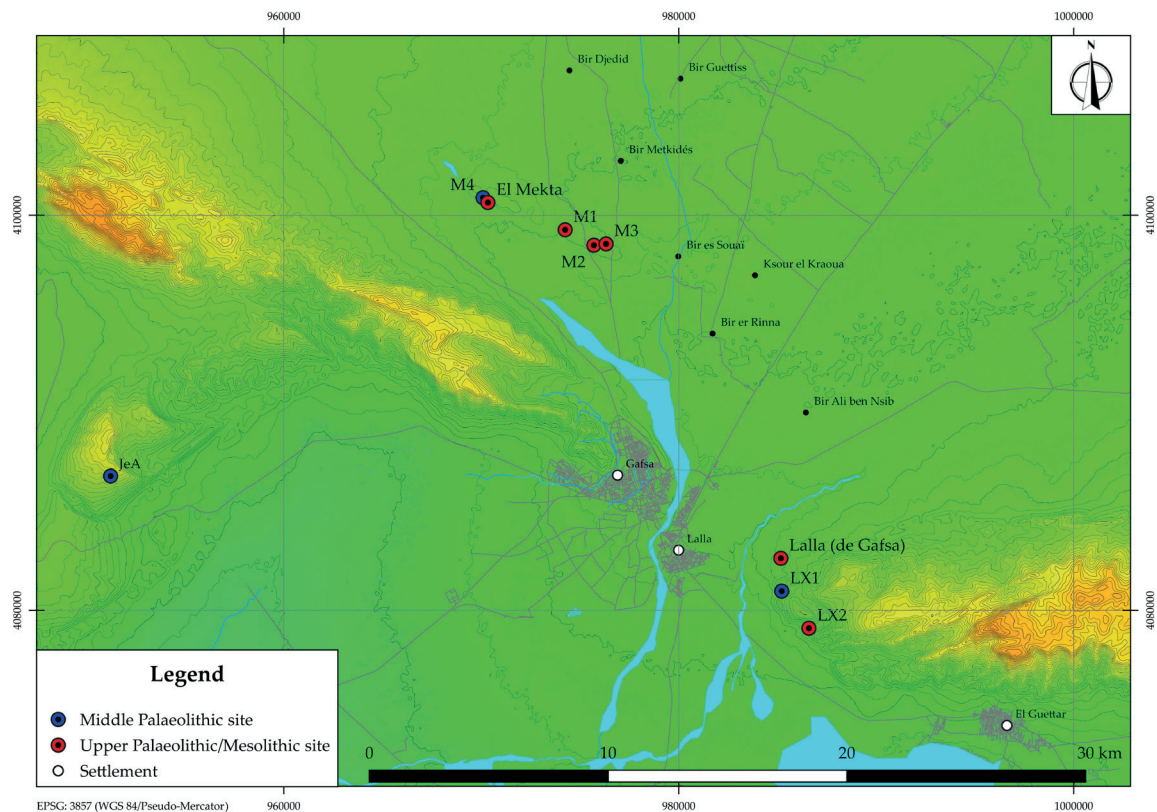 960000
980000
1000000
N
Bir Djedid
Bir Guettiss
Bir Metkidés
M4
El Mekta
4100000
4100000
M1
M3
M2
Bir es Souaï
Ksour el Kraoua
Bir er Rinna
Bir Ali ben Nsib
JeA
Gafsa
Lalla
Lalla (de Gafsa)
LX1
4080000
4080000
LX2
Legend
Middle Palaeolithic site
Upper Palaeolithic/Mesolithic site
Settlement
El Guettar
0
10
20
30 km
EPSG: 3857 (WGS 84/Pseudo-Mercator)
960000
980000
1000000